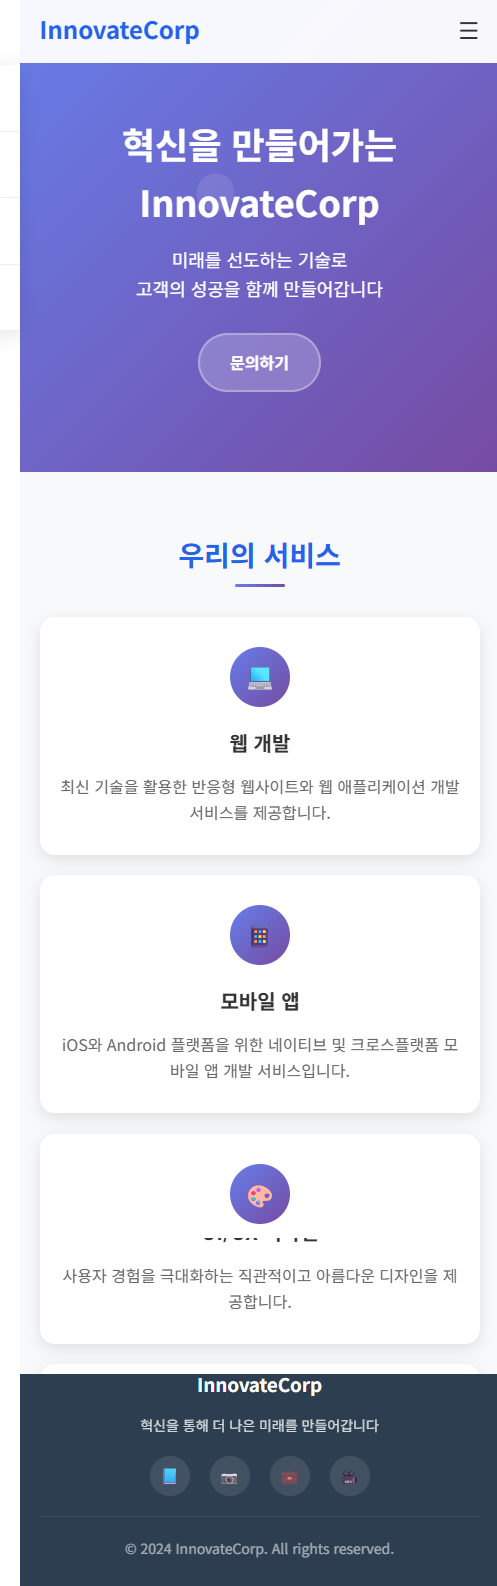 InnovateCorp
혁신을 만들어가는
InnovateCorp
미래를 선도하는 기술로
고객의 성공을 함께 만들어갑니다
문의하기
우리의 서비스
웹 개발
최신 기술을 활용한 반응형 웹사이트와 웹 애플리케이션 개발
서비스를 제공합니다.
모바일 앱
iOS와 Android 플랫폼을 위한 네이티브 및 크로스플랫폼 모
바일 앱 개발 서비스입니다.
사용자 경험을 극대화하는 직관적이고 아름다운 디자인을 제
공합니다.
InnovateCorp
혁신을 통해 더 나은 미래를 만들어갑니다
© 2024 InnovateCorp. All rights reserved.